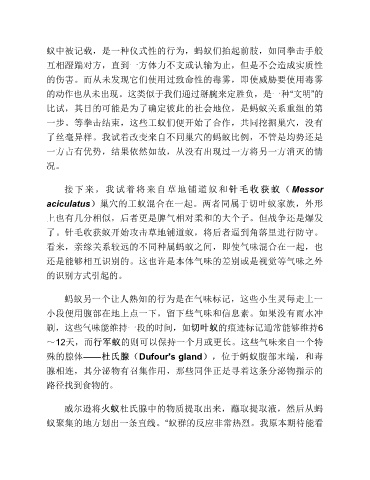 蚁中被记载，是一种仪式性的行为，蚂蚁们抬起前肢，如同拳击手般
互相蹬踹对方，直到一方体力不支或认输为止，但是不会造成实质性
的伤害。而从未发现它们使用过致命性的毒雾，即使威胁要使用毒雾
的动作也从未出现。这类似于我们通过掰腕来定胜负，是一种“文明”的
比试，其目的可能是为了确定彼此的社会地位，是蚂蚁关系重组的第
一步。等拳击结束，这些工蚁们便开始了合作，共同挖掘巢穴，没有
了丝毫异样。我试着改变来自不同巢穴的蚂蚁比例，不管是均势还是
一方占有优势，结果依然如故，从没有出现过一方将另一方消灭的情
况。
接下来，我试着将来自草地铺道蚁和针毛收获蚁（Messor
aciculatus）巢穴的工蚁混合在一起。两者同属于切叶蚁家族，外形
上也有几分相似，后者更是脾气相对柔和的大个子。但战争还是爆发
了。针毛收获蚁开始攻击草地铺道蚁，将后者逼到角落里进行防守。
看来，亲缘关系较远的不同种属蚂蚁之间，即使气味混合在一起，也
还是能够相互识别的。这也许是本体气味的差别或是视觉等气味之外
的识别方式引起的。
蚂蚁另一个让人熟知的行为是在气味标记，这些小生灵每走上一
小段便用腹部在地上点一下，留下些气味和信息素。如果没有雨水冲
刷，这些气味能维持一段的时间，如切叶蚁的痕迹标记通常能够维持6
～12天，而行军蚁的则可以保持一个月或更长。这些气味来自一个特
殊的腺体——杜氏腺（Dufour's gland），位于蚂蚁腹部末端，和毒
腺相连，其分泌物有召集作用，那些同伴正是寻着这条分泌物指示的
路径找到食物的。
威尔逊将火蚁杜氏腺中的物质提取出来，蘸取提取液，然后从蚂
蚁聚集的地方划出一条直线。“蚁群的反应非常热烈。我原本期待能看